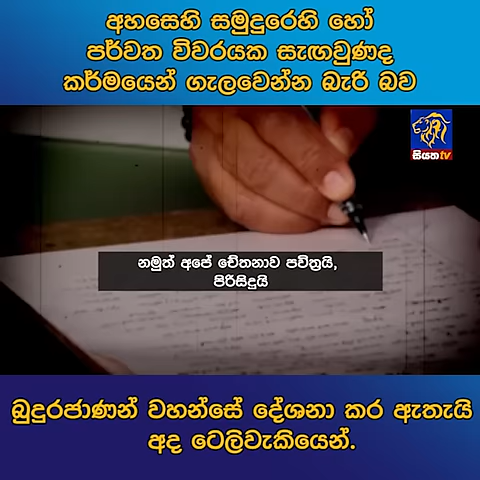 අහසෙහි සමුදුරෙහි හෝ
පර්වත විවරයක සැඟවුණද
කර්මයෙන් ගැලවෙන්න බැරි බව
සියත tv
නමුත් අපේ චේතනාව පවිත්‍රයි,
පිරිසිදුයි
බුදුරජාණන් වහන්සේ දේශනා කර ඇතැයි
අද ටෙලිවැකියෙන්.